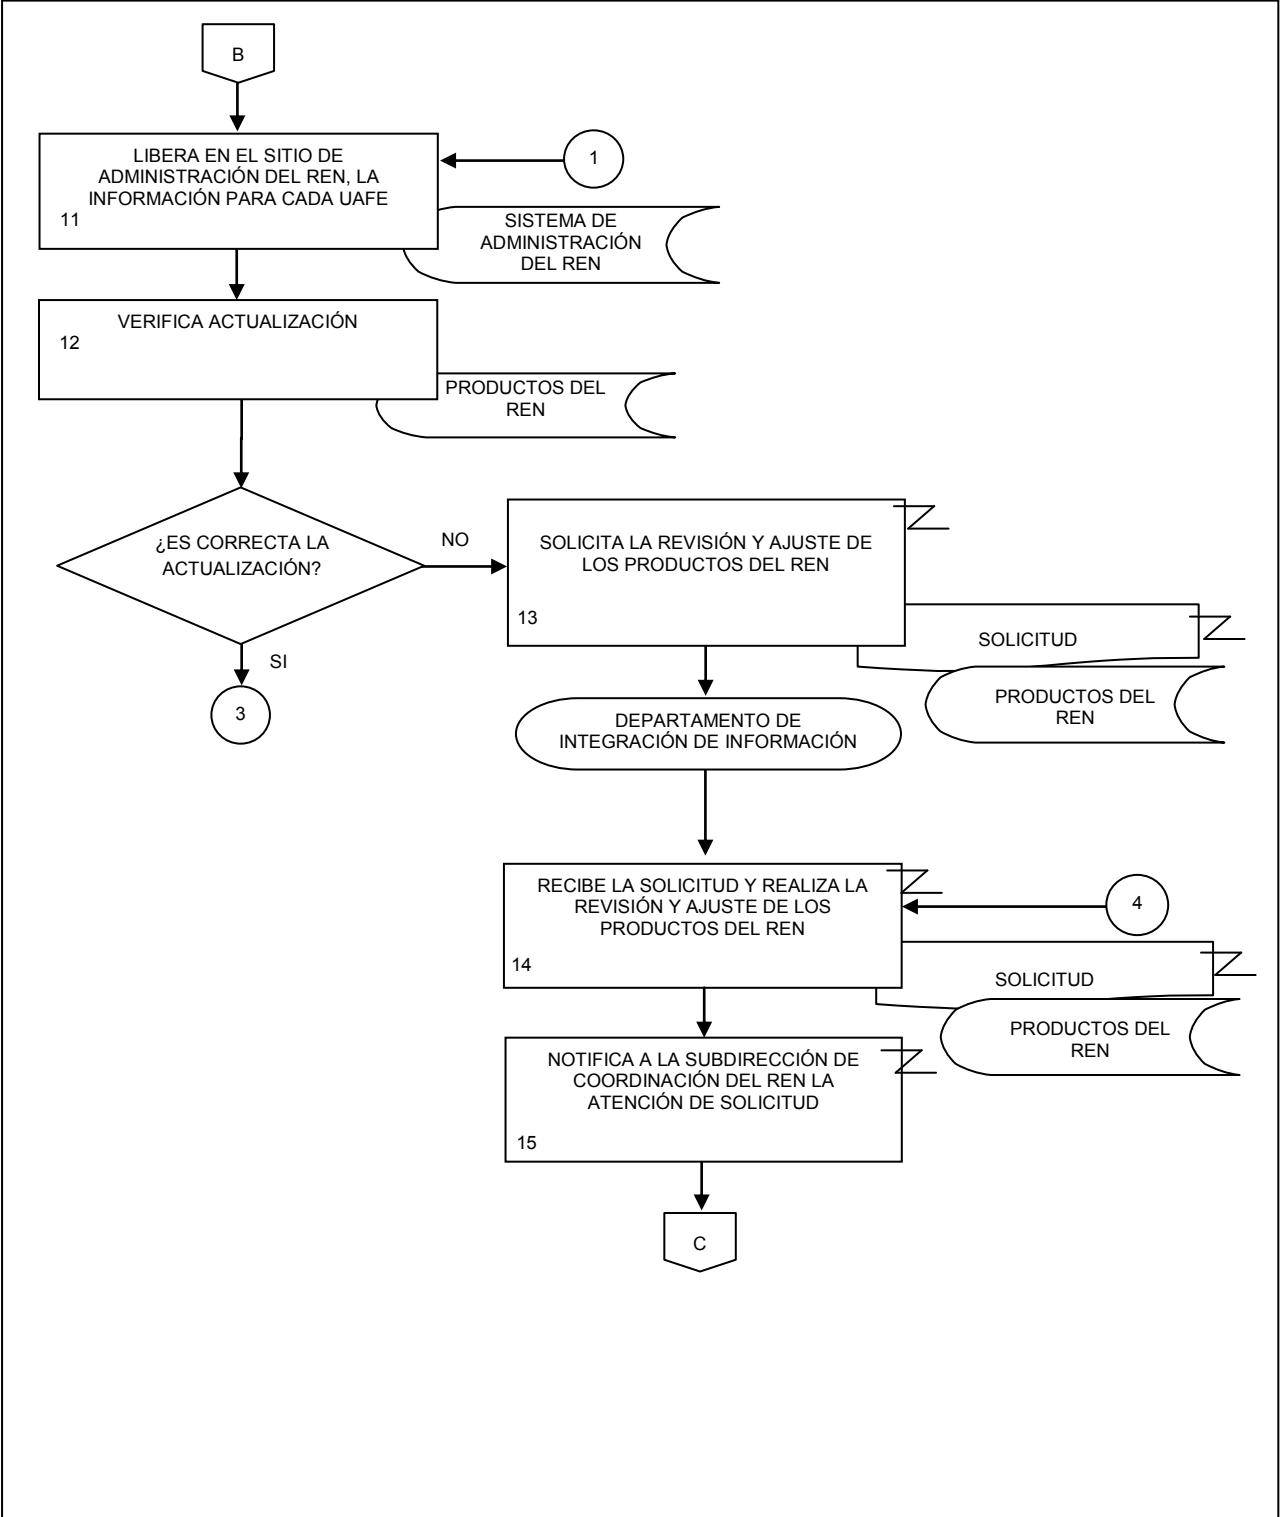 B
LIBERA EN EL SITIO DE
ADMINISTRACIÓN DEL REN, LA
INFORMACIÓN PARA CADA UAFE
11
1
SISTEMA DE
ADMINISTRACIÓN
DEL REN
VERIFICA ACTUALIZACIÓN
12
PRODUCTOS DEL
REN
¿ES CORRECTA LA
ACTUALIZACIÓN?
NO
SI
3
SOLICITA LA REVISIÓN Y AJUSTE DE
LOS PRODUCTOS DEL REN
13
SOLICITUD
PRODUCTOS DEL
REN
DEPARTAMENTO DE
INTEGRACIÓN DE INFORMACIÓN
RECIBE LA SOLICITUD Y REALIZA LA
REVISIÓN Y AJUSTE DE LOS
PRODUCTOS DEL REN
14
4
SOLICITUD
PRODUCTOS DEL
REN
NOTIFICA A LA SUBDIRECCIÓN DE
COORDINACIÓN DEL REN LA
ATENCIÓN DE SOLICITUD
15
C